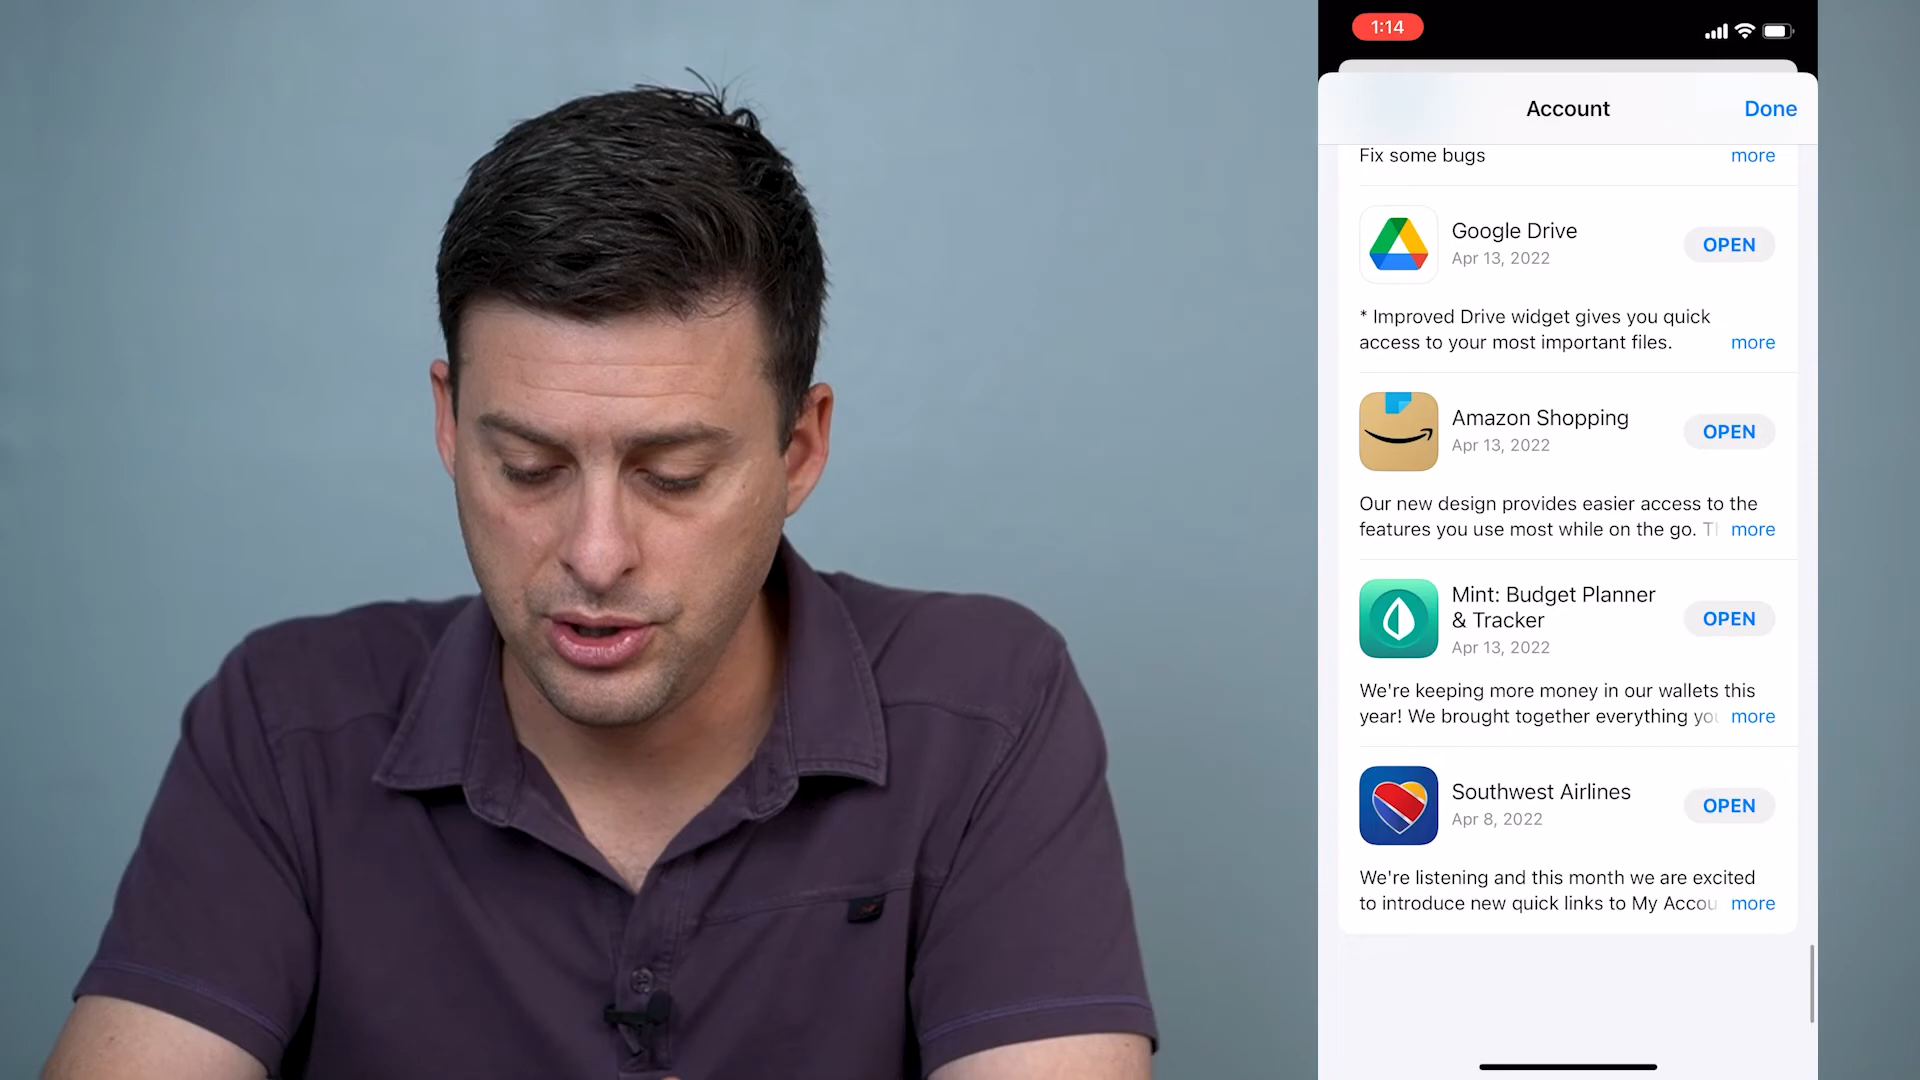 1:14
Account
Done
Fix some bugs
more
Google Drive
Apr 13, 2022
OPEN
* Improved Drive widget gives you quick
access to your most important files.
more
Amazon Shopping
Apr 13, 2022
OPEN
Our new design provides easier access to the
features you use most while on the go.
more
Mint: Budget Planner
& Tracker
Apr 13, 2022
OPEN
We're keeping more money in our wallets this
year! We brought together everything you
more
Southwest Airlines
Apr 8, 2022
OPEN
We're listening and this month we are excited
to introduce new quick links to My Accou
more